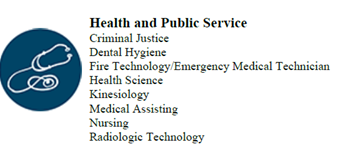 Health and Public Service
Criminal Justice
Dental Hygiene
Fire Technology/Emergency Medical Technician
Health Science
Kinesiology
Medical Assisting
Nursing
Radiologic Technology